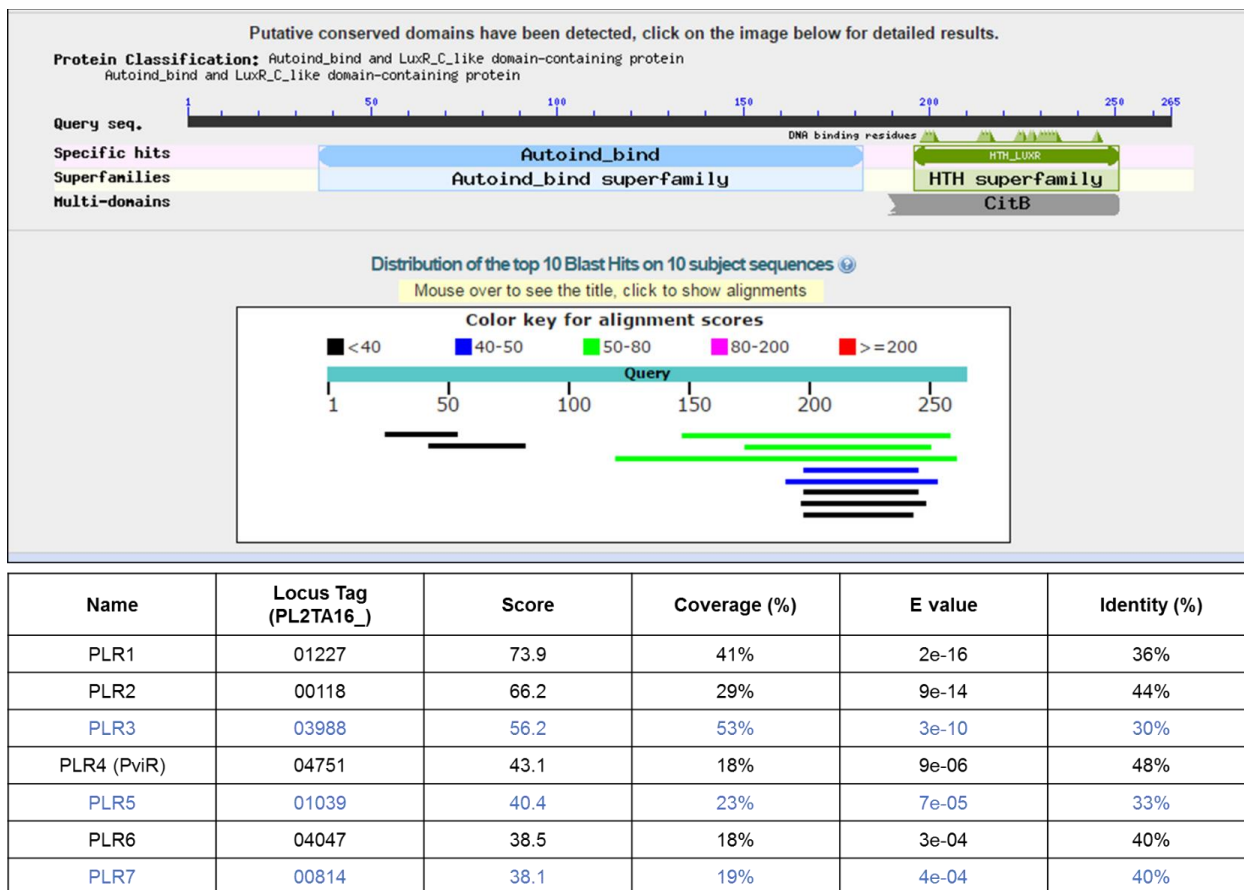 Putative conserved domains have been detected, click on the image below for detailed results.
Protein Classification: Autoind_bind and LuxR_C_like domain-containing protein
Autoind_bind and LuxR_C_like domain-containing protein
1 50 100 150 200 250 265
Query seq.
DNA binding residues
Specific hits Autoind_bind HTH_LUXR
Superfamilies Autoind_bind superfamily HTH superfamily
Multi-domains CitB
Distribution of the top 10 Blast Hits on 10 subject sequences ?
Mouse over to see the title, click to show alignments
Color key for alignment scores
<40 40-50 50-80 80-200 >=200
Query
1 50 100 150 200 250
Name Locus Tag (PL2TA16_) Score Coverage (%) E value Identity (%)
PLR1 01227 73.9 41% 2e-16 36%
PLR2 00118 66.2 29% 9e-14 44%
PLR3 03988 56.2 53% 3e-10 30%
PLR4 (PviR) 04751 43.1 18% 9e-06 48%
PLR5 01039 40.4 23% 7e-05 33%
PLR6 04047 38.5 18% 3e-04 40%
PLR7 00814 38.1 19% 4e-04 40%